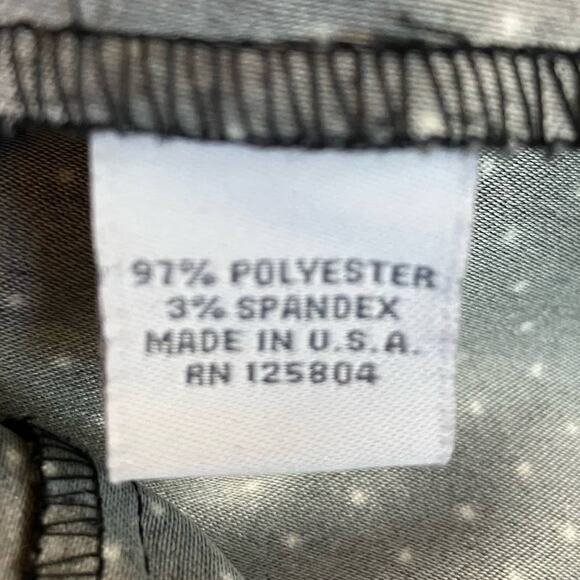 97% POLYESTER
3% SPANDEX
MADE IN U.S.A.
RN 125804